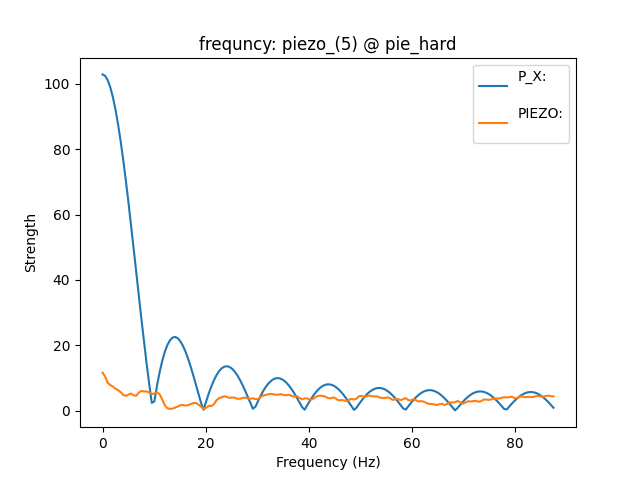 frequncy: piezo_(5) @ pie_hard
P_X:
PIEZO:
Strength
100
80
60
40
20
0
0 20 40 60 80
Frequency (Hz)